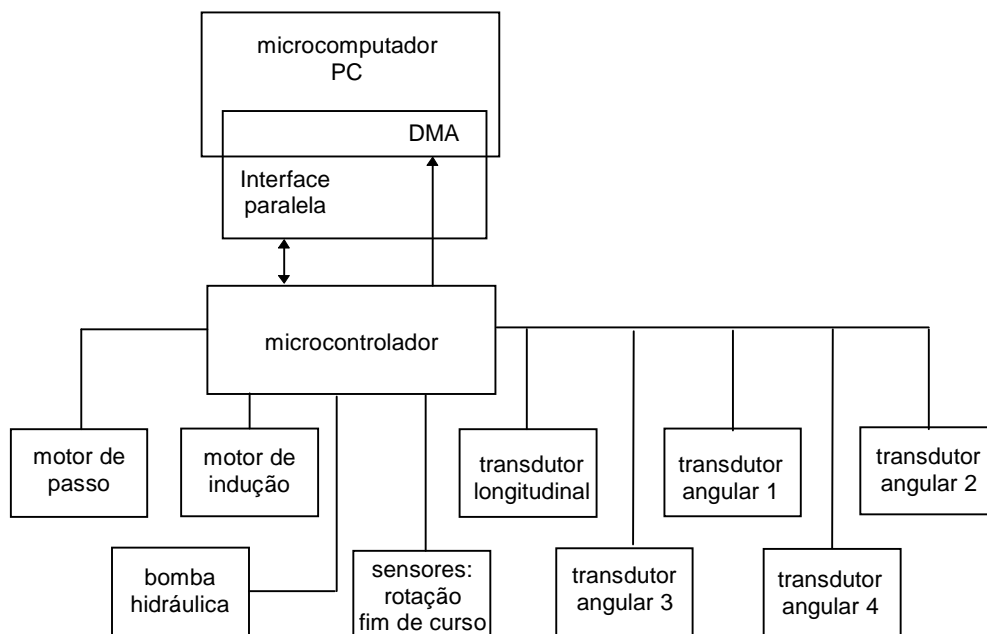 microcomputador
PC
DMA
Interface
paralela
microcontrolador
motor de
passo
motor de
indução
transdutor
longitudinal
transdutor
angular 1
transdutor
angular 2
bomba
hidráulica
sensores:
rotação
fim de curso
transdutor
angular 3
transdutor
angular 4